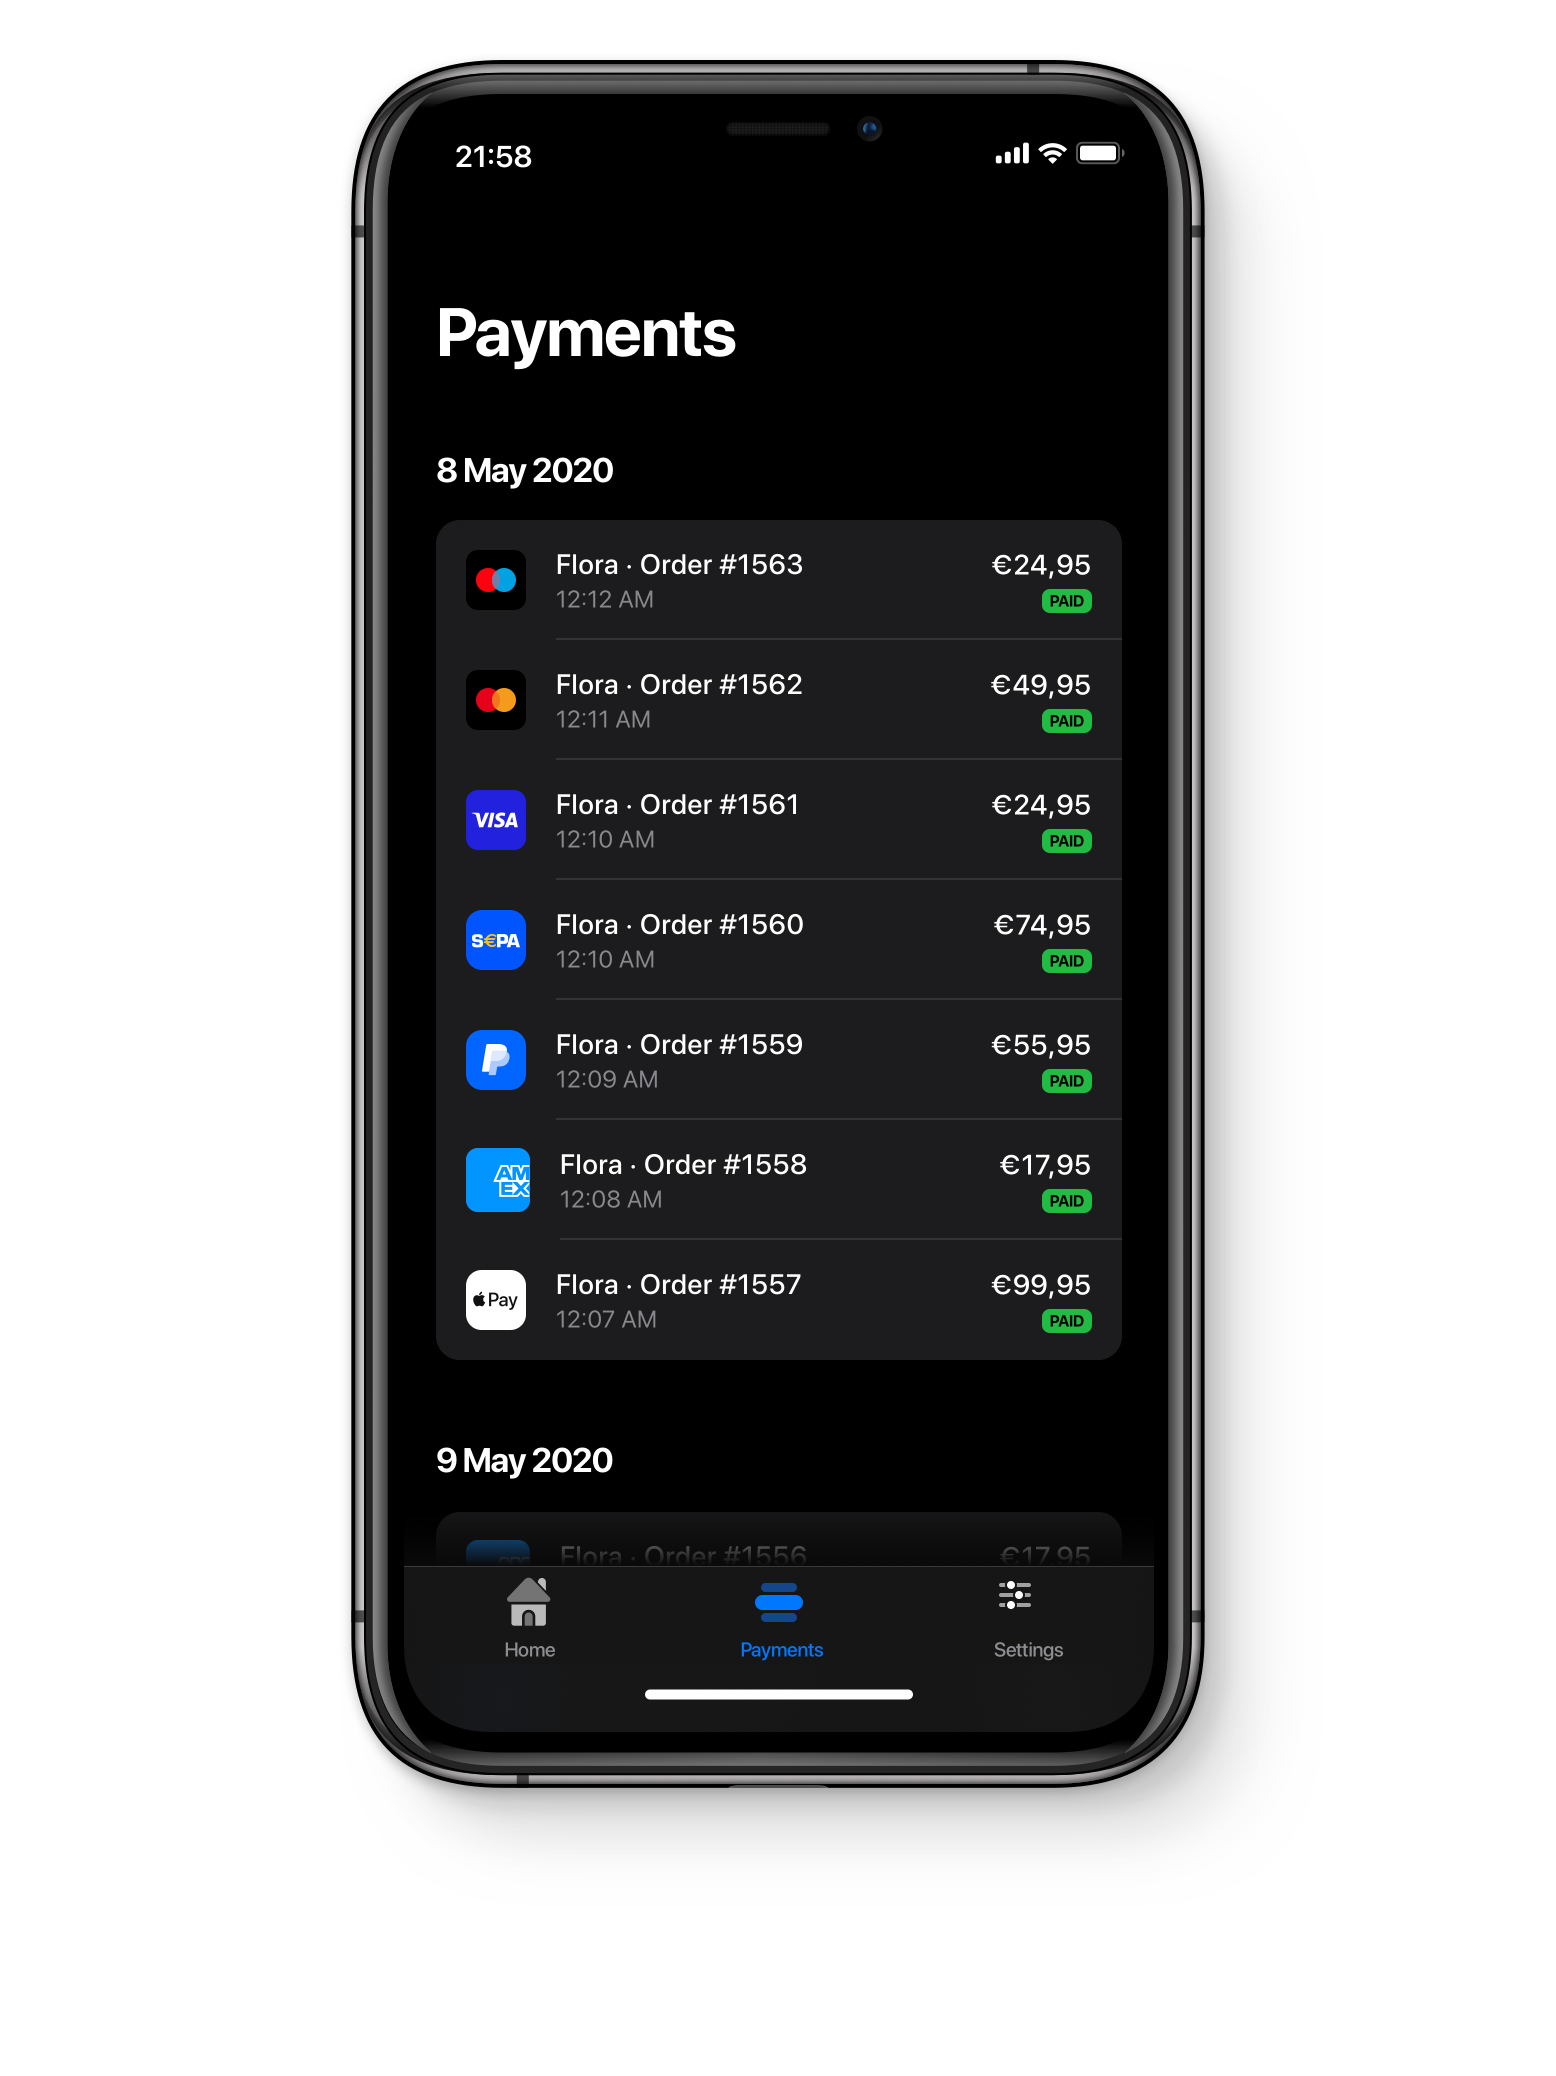 21:58
Payments
8 May 2020
Flora · Order #1563 €24,95
12:12 AM PAID
Flora · Order #1562 €49,95
12:11 AM PAID
VISA Flora · Order #1561 €24,95
12:10 AM PAID
S€PA Flora · Order #1560 €74,95
12:10 AM PAID
Flora · Order #1559 €55,95
12:09 AM PAID
AM Flora · Order #1558 €17,95
EX 12:08 AM PAID
Pay Flora · Order #1557 €99,95
12:07 AM PAID
9 May 2020
Flora · Order #1556 €17,95
Home Payments Settings